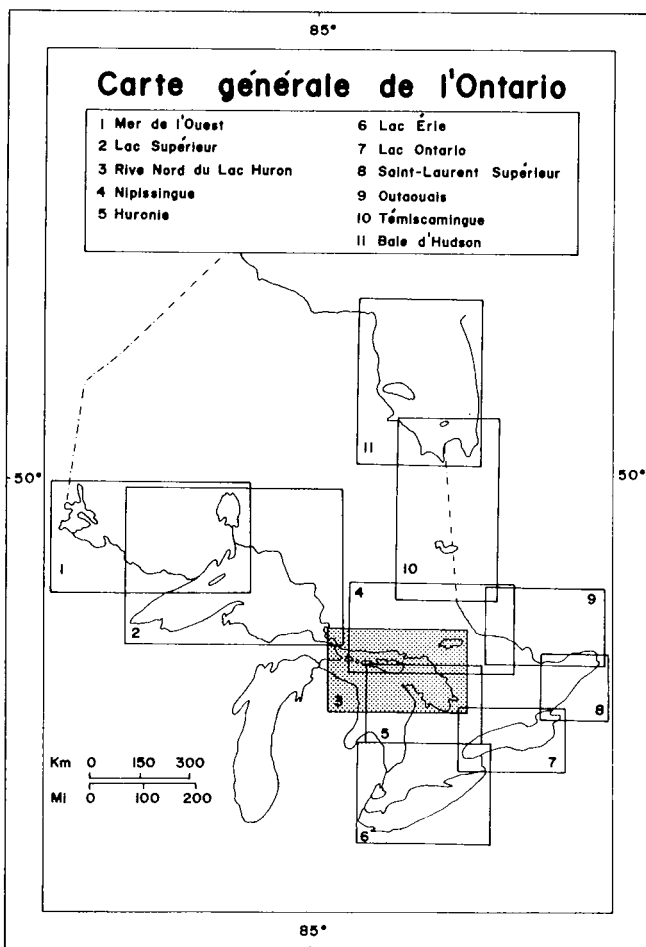 85°
Carte générale de l'Ontario
1 Mer de l'Ouest
2 Lac Supérieur
3 Rive Nord du Lac Huron
4 Nipissingue
5 Huronie
6 Lac Érie
7 Lac Ontario
8 Saint-Laurent Supérieur
9 Outaouais
10 Témiscamingue
11 Baie d'Hudson
11
50°
50°
1
10
4
9
2
3
8
5
7
Km 0 150 300
Mi 0 100 200
6
85°